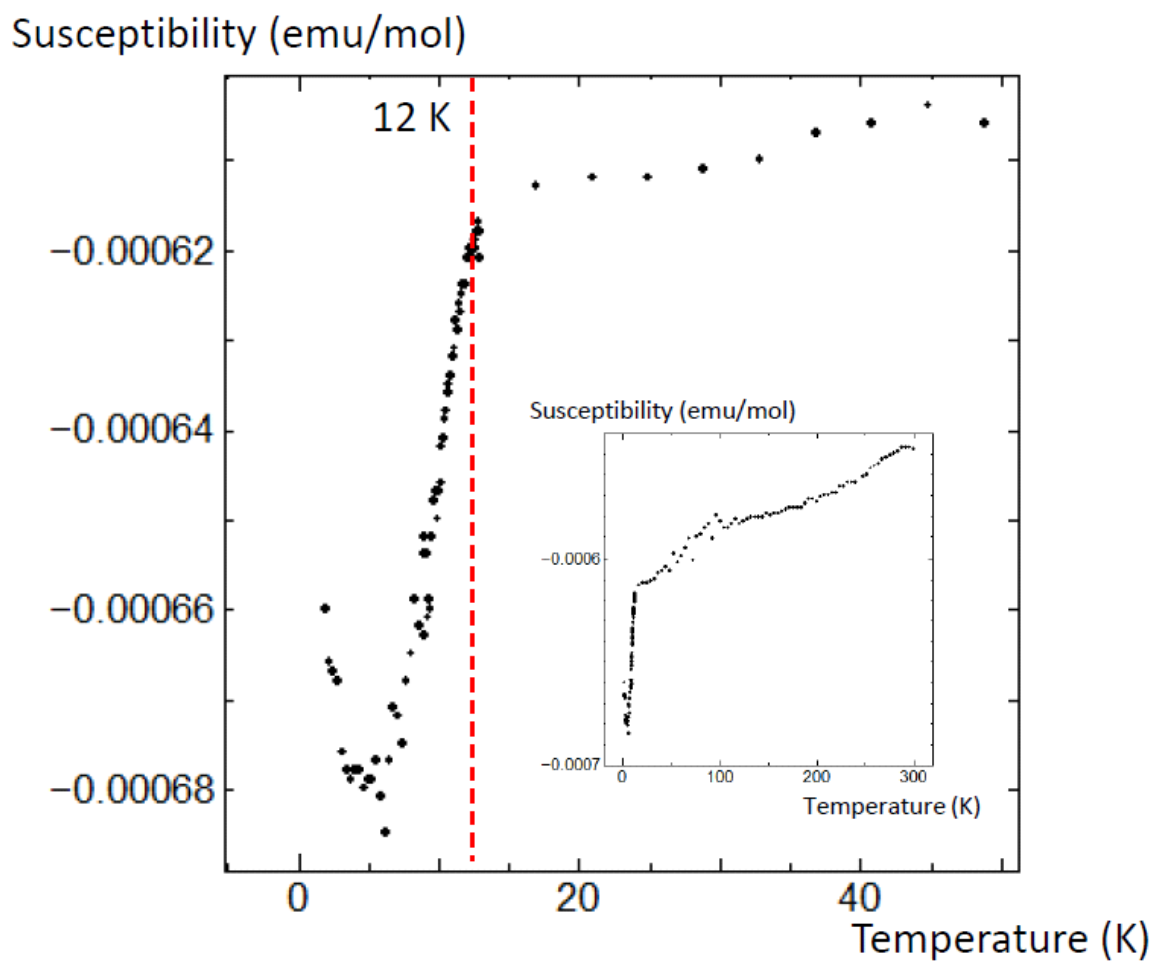 Susceptibility (emu/mol)
12 K
−0.00062
−0.00064
−0.00066
−0.00068
0 20 40
Temperature (K)
Susceptibility (emu/mol)
−0.0006
−0.0007
0 100 200 300
Temperature (K)